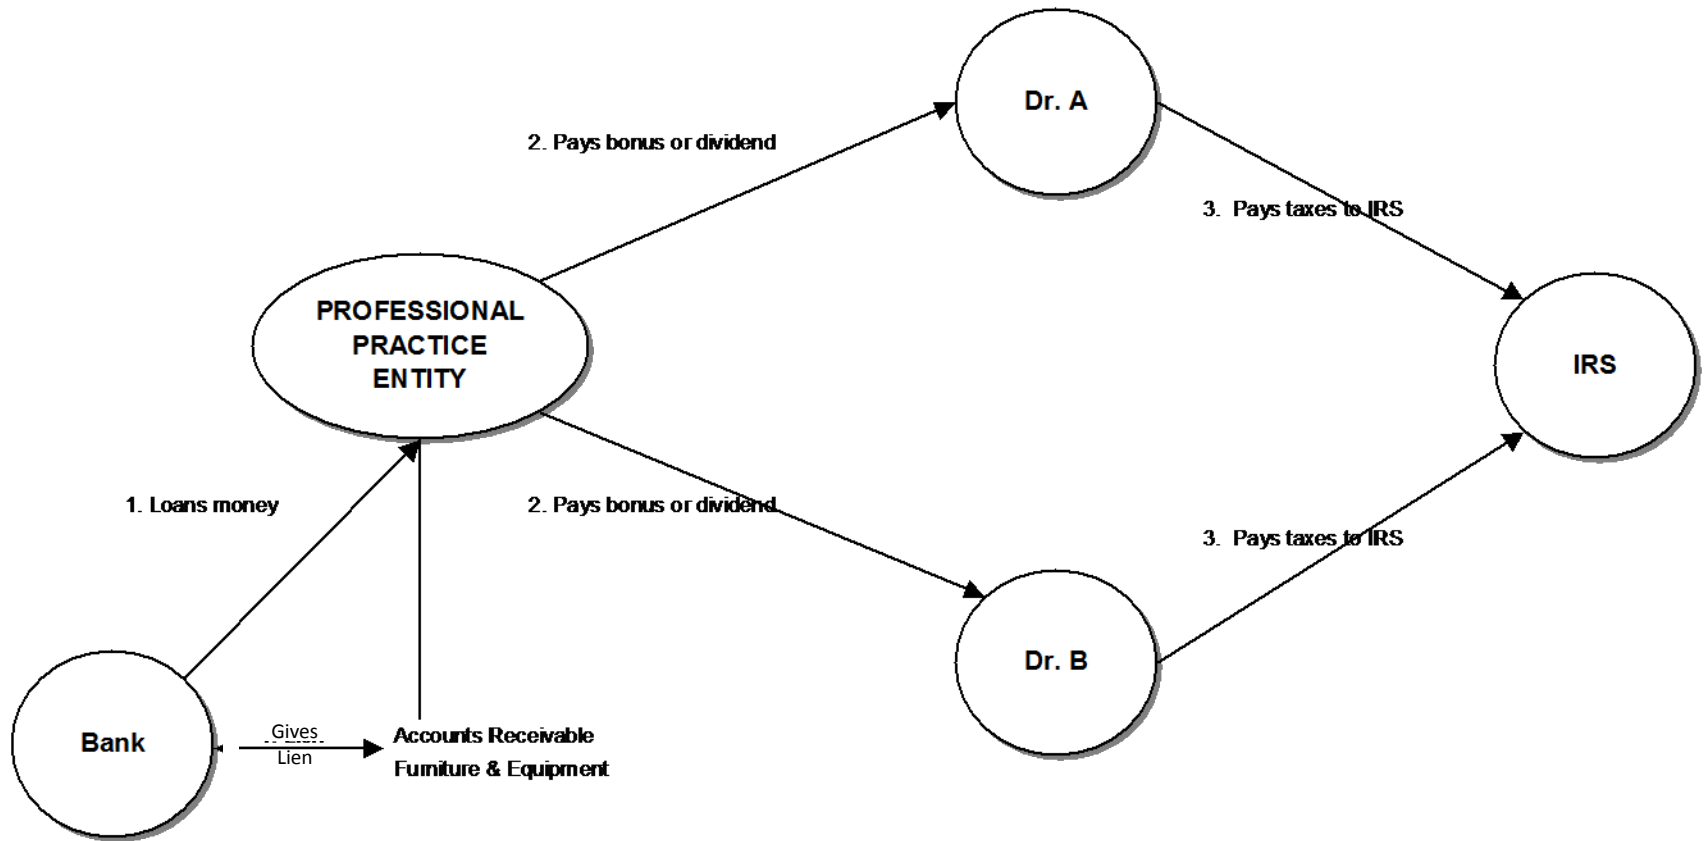 Dr. A
2. Pays bonus or dividend
3. Pays taxes to IRS
PROFESSIONAL
PRACTICE
ENTITY
IRS
1. Loans money
2. Pays bonus or dividend
3. Pays taxes to IRS
Dr. B
Bank
Gives
Lien
Accounts Receivable
Furniture & Equipment